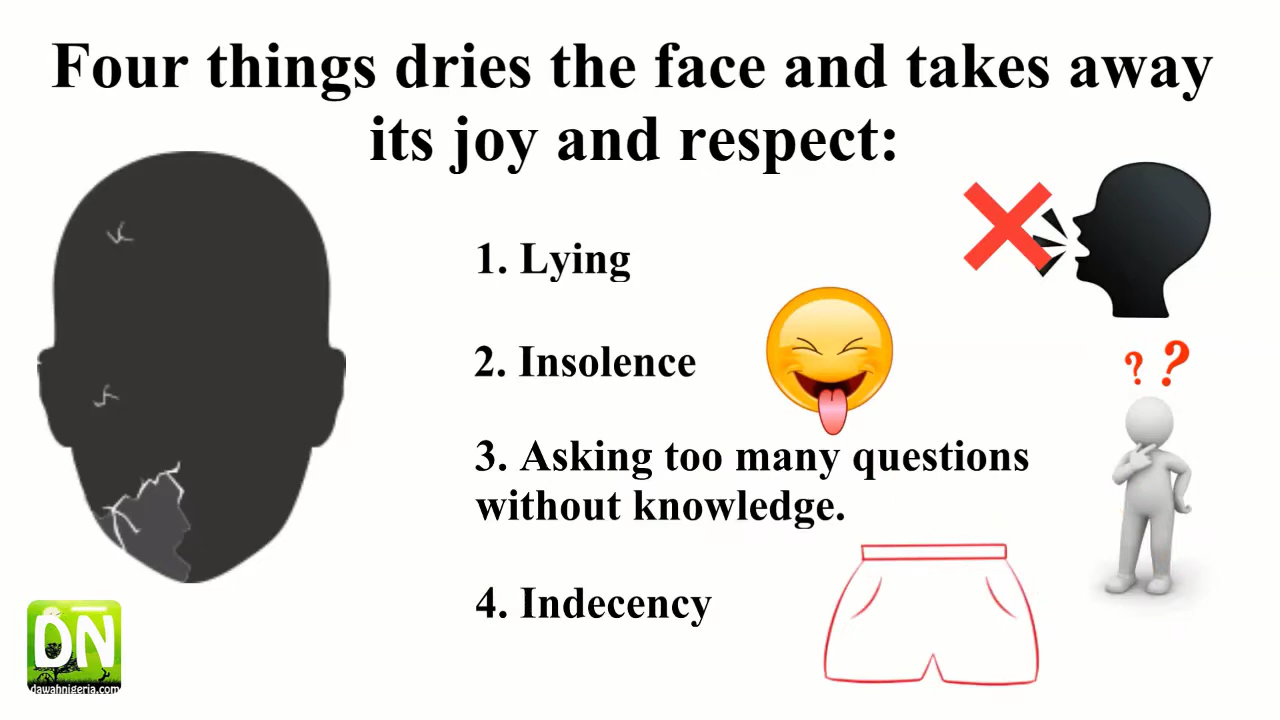 Four things dries the face and takes away
its joy and respect:
1. Lying
2. Insolence
? ?
3. Asking too many questions
without knowledge.
4. Indecency
DN
dawahnigeria.com